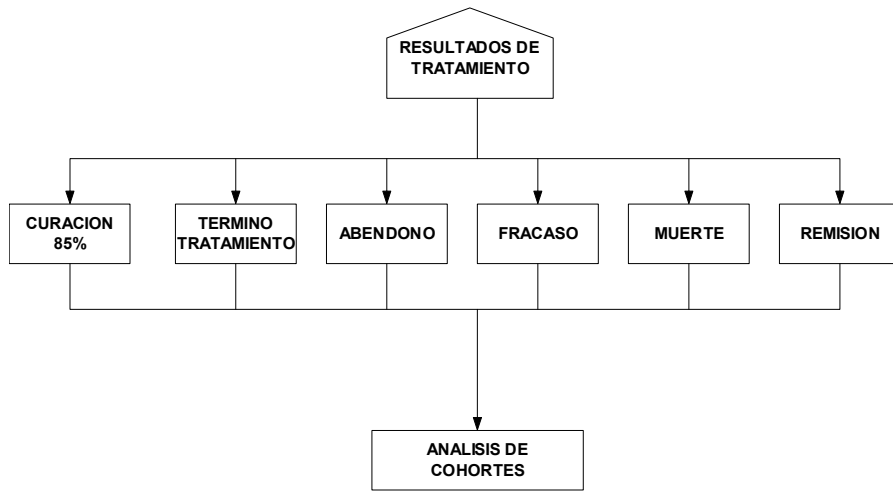 RESULTADOS DE
TRATAMIENTO
CURACION
85%
TERMINO
TRATAMIENTO
ABENDONO
FRACASO
MUERTE
REMISION
ANALISIS DE
COHORTES